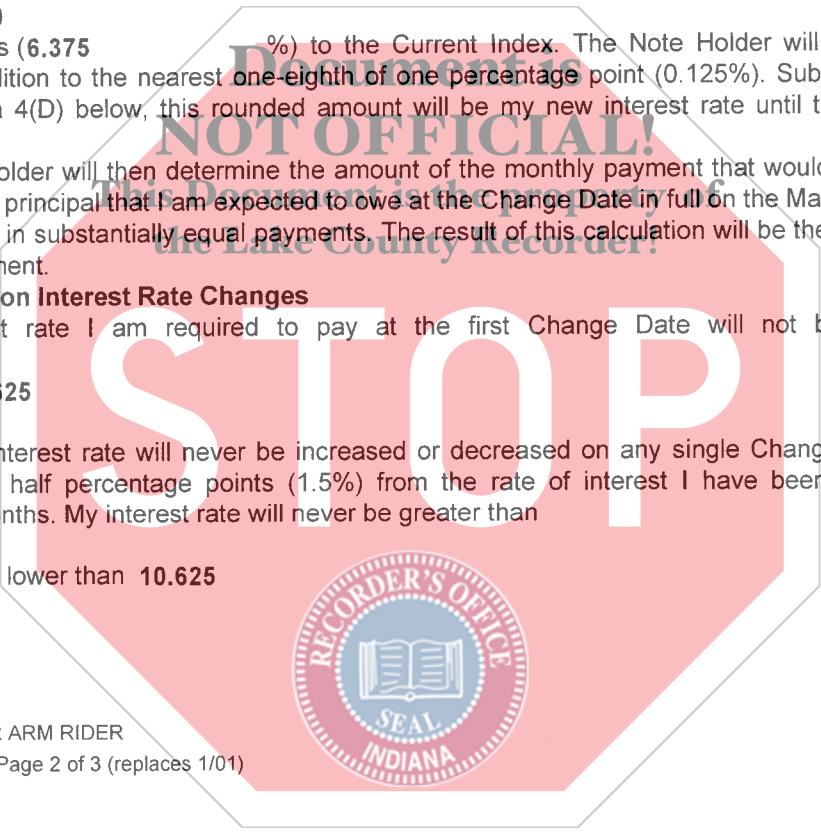 )
s (6.375 %) to the Current Index. The Note Holder will
dition to the nearest one-eighth of one percentage point (0.125%). Sub
4(D) below, this rounded amount will be my new interest rate until t
older will then determine the amount of the monthly payment that would
principal that I am expected to owe at the Change Date in full on the Ma
in substantially equal payments. The result of this calculation will be the
ment.
on Interest Rate Changes
t rate I am required to pay at the first Change Date will not b
625
nterest rate will never be increased or decreased on any single Chang
half percentage points (1.5%) from the rate of interest I have been
nths. My interest rate will never be greater than
lower than 10.625
ARM RIDER
Page 2 of 3 (replaces 1/01)
Document is
NOT OFFICIAL!
This Document is the property of
the Lake County Recorder!
STOP
RECORDER'S OFFICE
SEAL
INDIANA